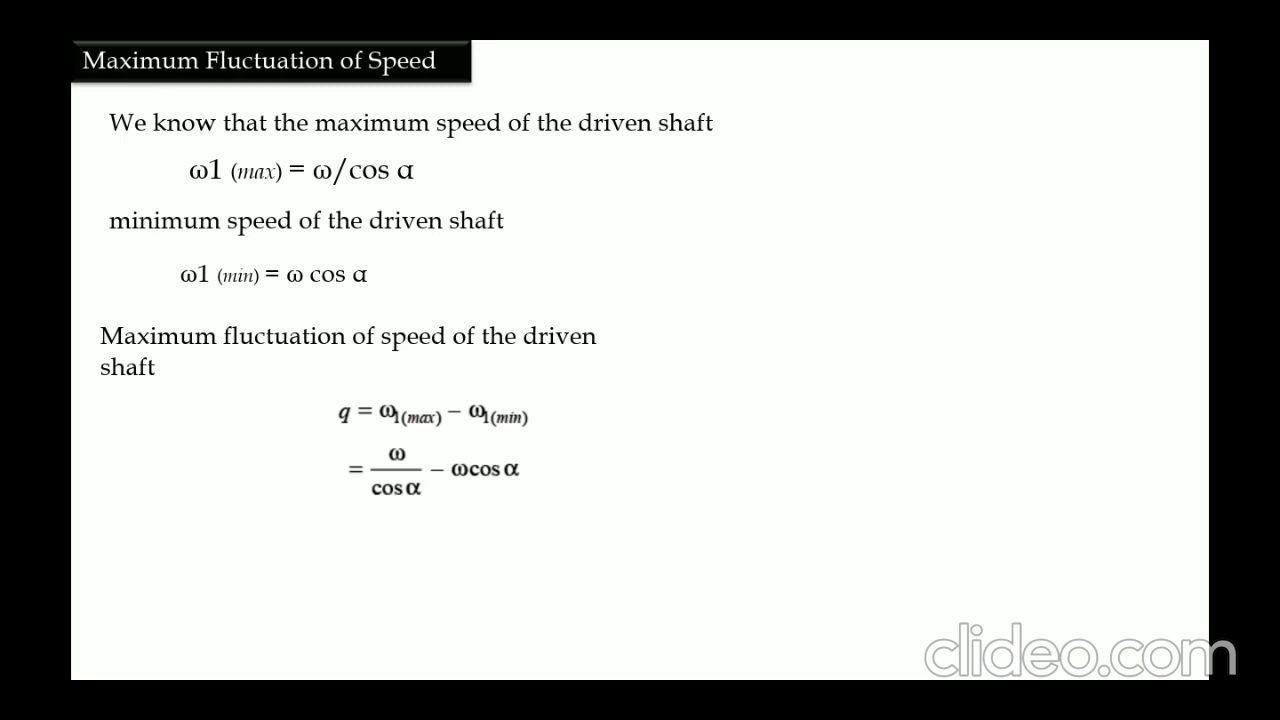 Maximum Fluctuation of Speed
We know that the maximum speed of the driven shaft
ω1 (max) = ω/cos α
minimum speed of the driven shaft
ω1 (min) = ω cos α
Maximum fluctuation of speed of the driven
shaft
q = ω1(max) − ω1(min)
= ω/cos α − ω cos α
clideo.com